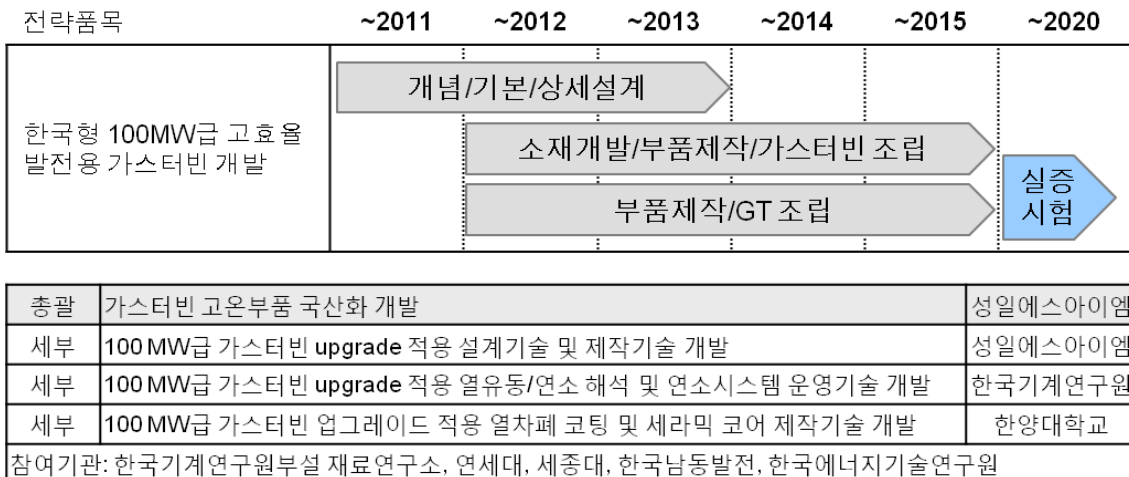 전략품목 ~2011 ~2012 ~2013 ~2014 ~2015 ~2020
개념/기본/상세설계
한국형 100MW급 고효율
발전용 가스터빈 개발
소재개발/부품제작/가스터빈 조립
부품제작/GT 조립
실증
시험
총괄 가스터빈 고온부품 국산화 개발 성일에스아이엠
세부 100 MW급 가스터빈 upgrade 적용 설계기술 및 제작기술 개발 성일에스아이엠
세부 100 MW급 가스터빈 upgrade 적용 열유동/연소 해석 및 연소시스템 운영기술 개발 한국기계연구원
세부 100 MW급 가스터빈 업그레이드 적용 열차폐 코팅 및 세라믹 코어 제작기술 개발 한양대학교
참여기관: 한국기계연구원부설 재료연구소, 연세대, 세종대, 한국남동발전, 한국에너지기술연구원